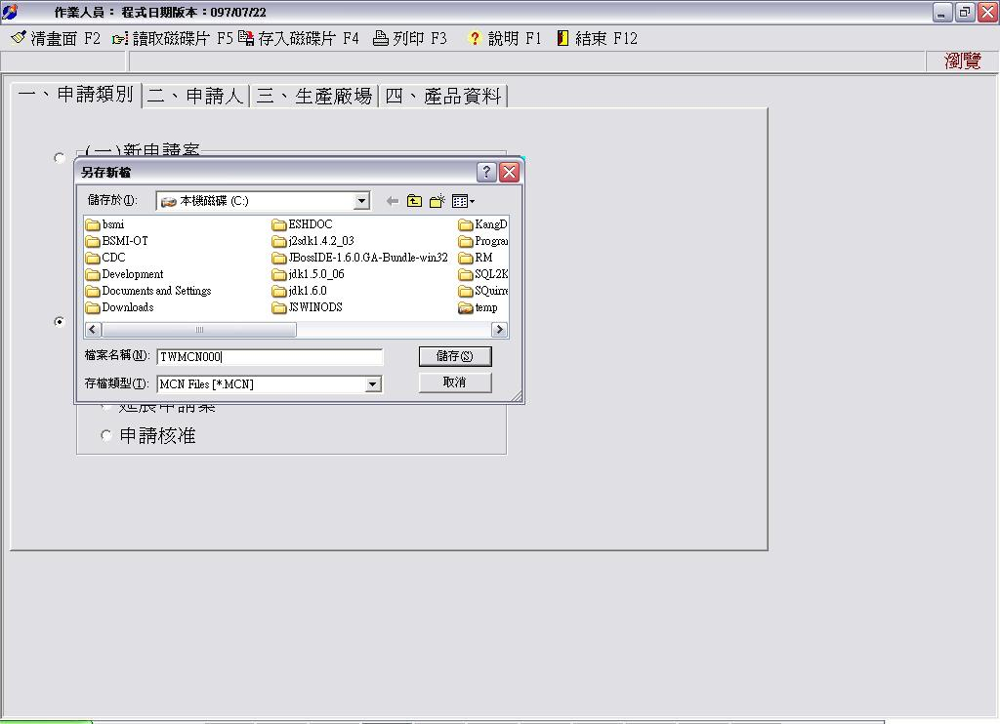 作業人員： 程式日期版本：097/07/22
清畫面 F2 讀取磁碟片 F5 存入磁碟片 F4 列印 F3 ? 說明 F1 結束 F12
瀏覽
一、申請類別 二、申請人 三、生產廠場 四、產品資料
(一)新申請案
另存新檔
儲存於(I): 本機磁碟 (C:)
bsmi ESHDOC KangD
BSMI-OT j2sdk1.4.2_03 Progra
CDC JBossIDE-1.6.0.GA-Bundle-win32 RM
Development jdk1.5.0_06 SQL2K
Documents and Settings jdk1.6.0 SQuirre
Downloads JSWINODS temp
檔案名稱(N): TWMCN000 儲存(S)
存檔類型(T): MCN Files [*.MCN] 取消
延展申請案
申請核准